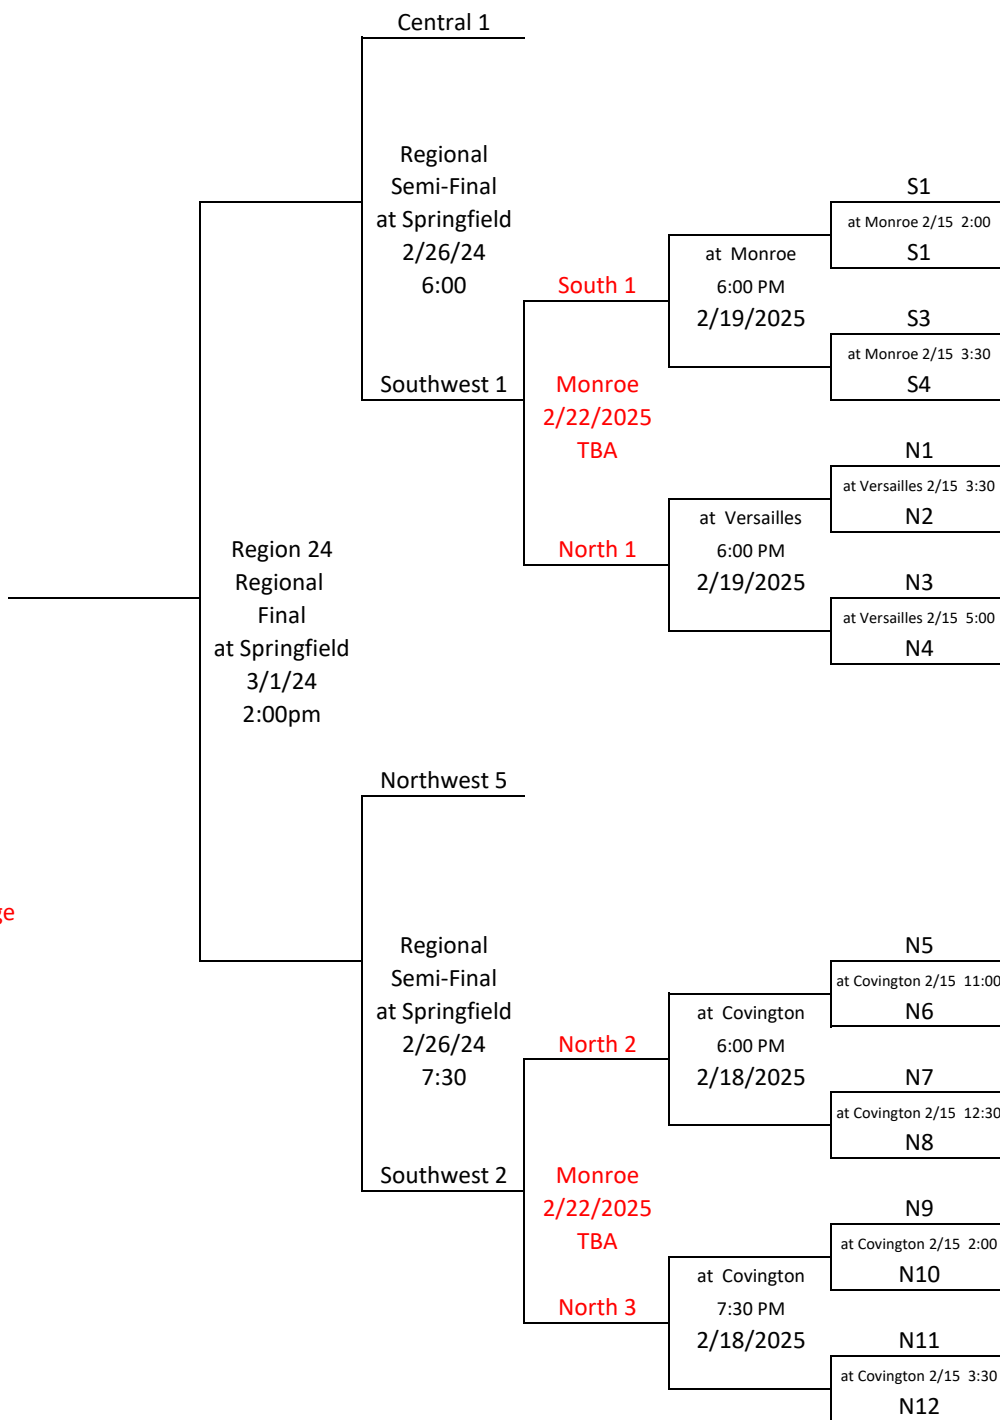 Central 1
Regional
Semi-Final
at Springfield
2/26/24
6:00
Southwest 1
South 1
Monroe
2/22/2025
TBA
North 1
at Monroe
6:00 PM
2/19/2025
S1
at Monroe 2/15 2:00
S1
S3
at Monroe 2/15 3:30
S4
at Versailles
6:00 PM
2/19/2025
N1
at Versailles 2/15 3:30
N2
N3
at Versailles 2/15 5:00
N4
Region 24
Regional
Final
at Springfield
3/1/24
2:00pm
Northwest 5
Regional
Semi-Final
at Springfield
2/26/24
7:30
Southwest 2
North 2
Monroe
2/22/2025
TBA
North 3
at Covington
6:00 PM
2/18/2025
N5
at Covington 2/15 11:00
N6
N7
at Covington 2/15 12:30
N8
at Covington
7:30 PM
2/18/2025
N9
at Covington 2/15 2:00
N10
N11
at Covington 2/15 3:30
N12